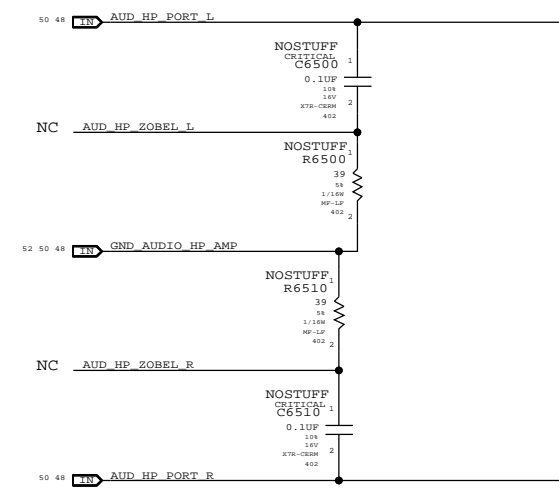 50 48 IN AUD_HP_PORT_L
NOSTUFF
CRITICAL
C6500
1
0.1UF
10%
16V
2
X7R-CERM
402
NC AUD_HP_ZOBEL_L
NOSTUFF
1
R6500
39
5%
1/16W
MF-LF
402
2
52 50 48 IN GND_AUDIO_HP_AMP
NOSTUFF
1
R6510
39
5%
1/16W
MF-LF
402
2
NC AUD_HP_ZOBEL_R
NOSTUFF
CRITICAL
1
C6510
0.1UF
10%
16V
2
X7R-CERM
402
50 48 IN AUD_HP_PORT_R